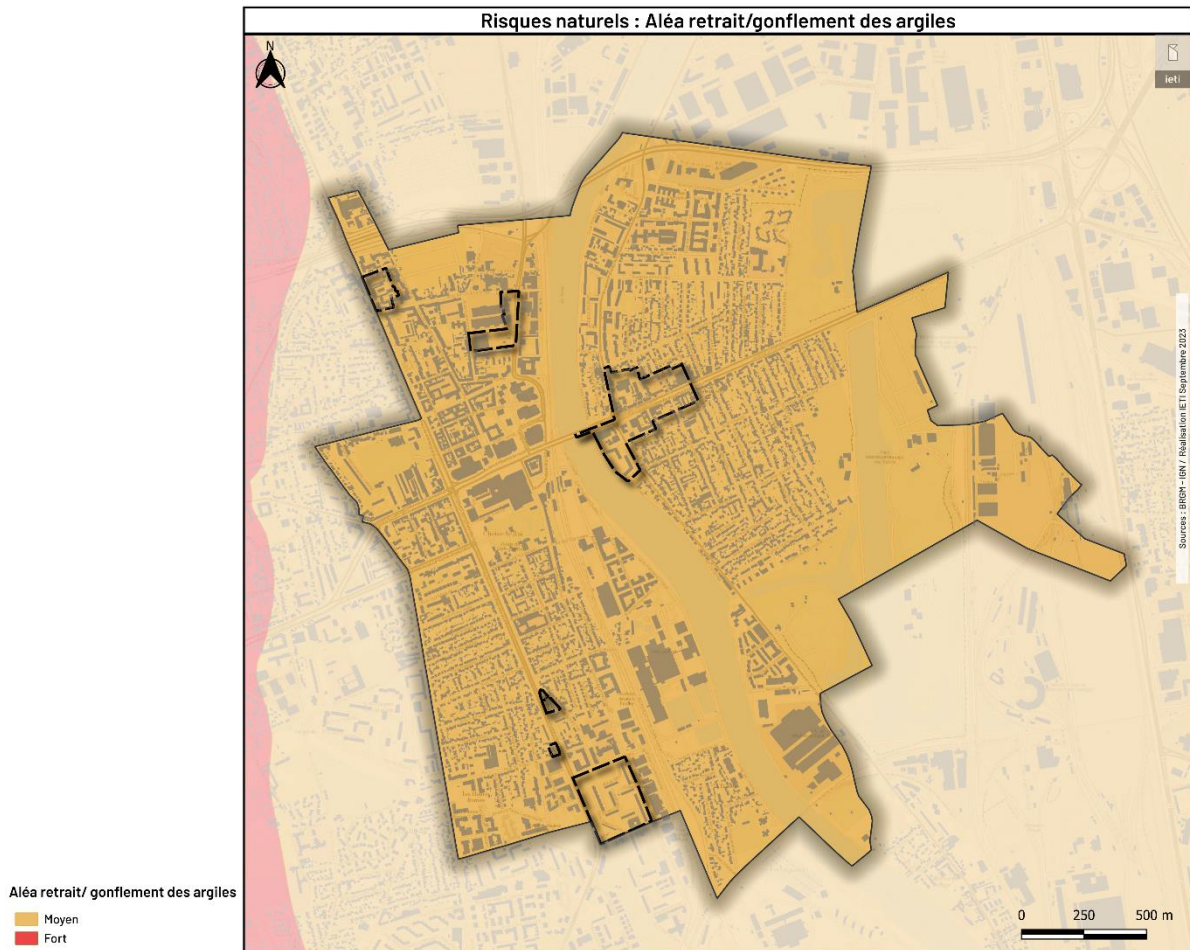 Risques naturels : Aléa retrait/gonflement des argiles
N
ieti
Sources : BRGM - IGN / Réalisation IETI Septembre 2023
Aléa retrait/ gonflement des argiles
Moyen
Fort
0 250 500 m